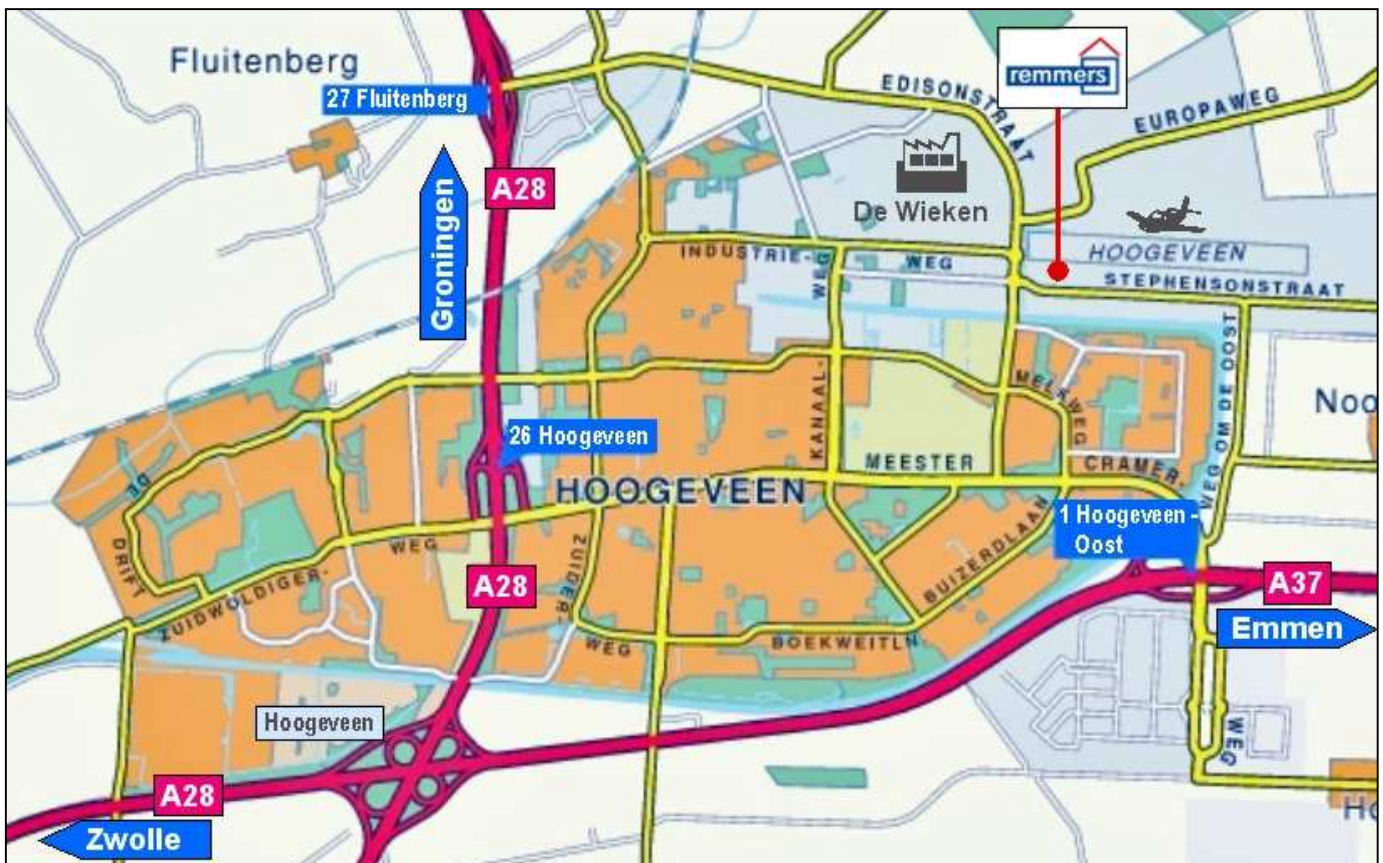 Fluitenberg
27 Fluitenberg
remmers
EDISONSTRAAT
EUROPAWEG
Groningen
A28
De Wieken
HOOGEVEEN
INDUSTRIE-
WEG
WEG
STEPHENSONSTRAAT
WEG OM DE OOST
Noo
MELKWEG
26 Hoogeveen
KANAAL-
MEESTER
CRAMER-
HOOGEVEEN
DE
DRIFT
WEG
ZUIDWOLDIGER-
A28
ZUIDER-
WEG
BUIZERDLAAN
BOEKWEITLN.
1 Hoogeveen -
Oost
A37
Emmen
Hoogeveen
WEG
A28
Zwolle